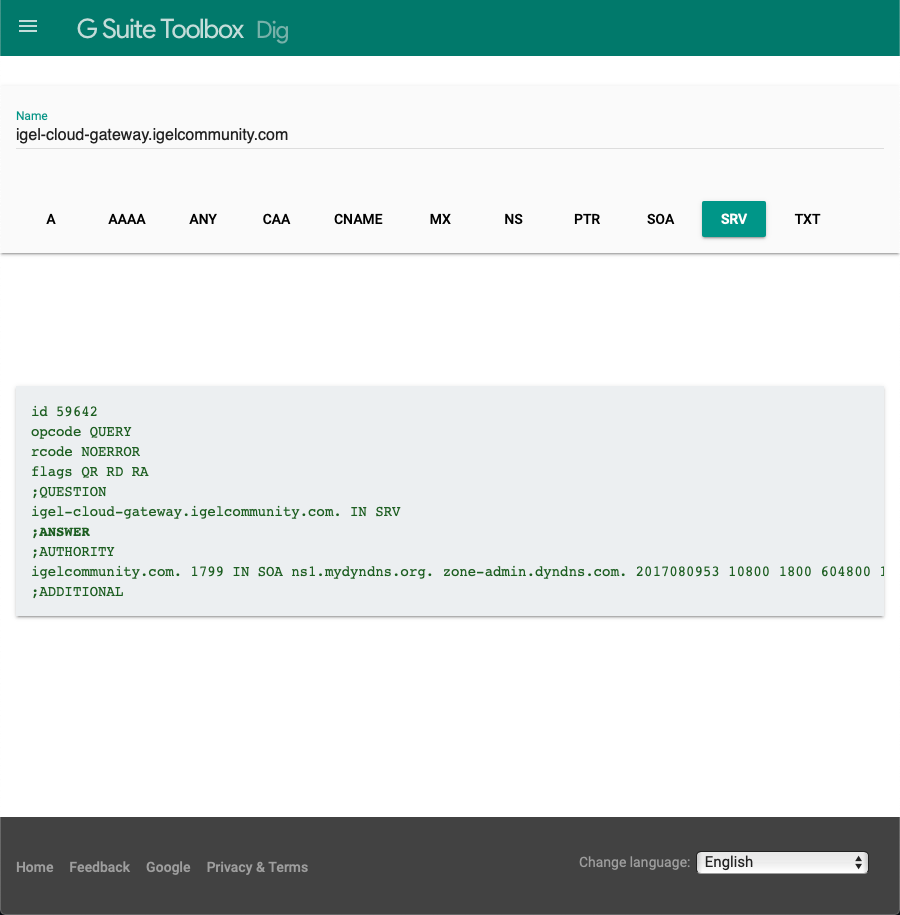 G Suite Toolbox Dig
Name
igel-cloud-gateway.igelcommunity.com
A AAAA ANY CAA CNAME MX NS PTR SOA SRV TXT
id 59642
opcode QUERY
rcode NOERROR
flags QR RD RA
;QUESTION
igel-cloud-gateway.igelcommunity.com. IN SRV
;ANSWER
;AUTHORITY
igelcommunity.com. 1799 IN SOA ns1.mydyndns.org. zone-admin.dyndns.com. 2017080953 10800 1800 604800
;ADDITIONAL
Home Feedback Google Privacy & Terms Change language: English